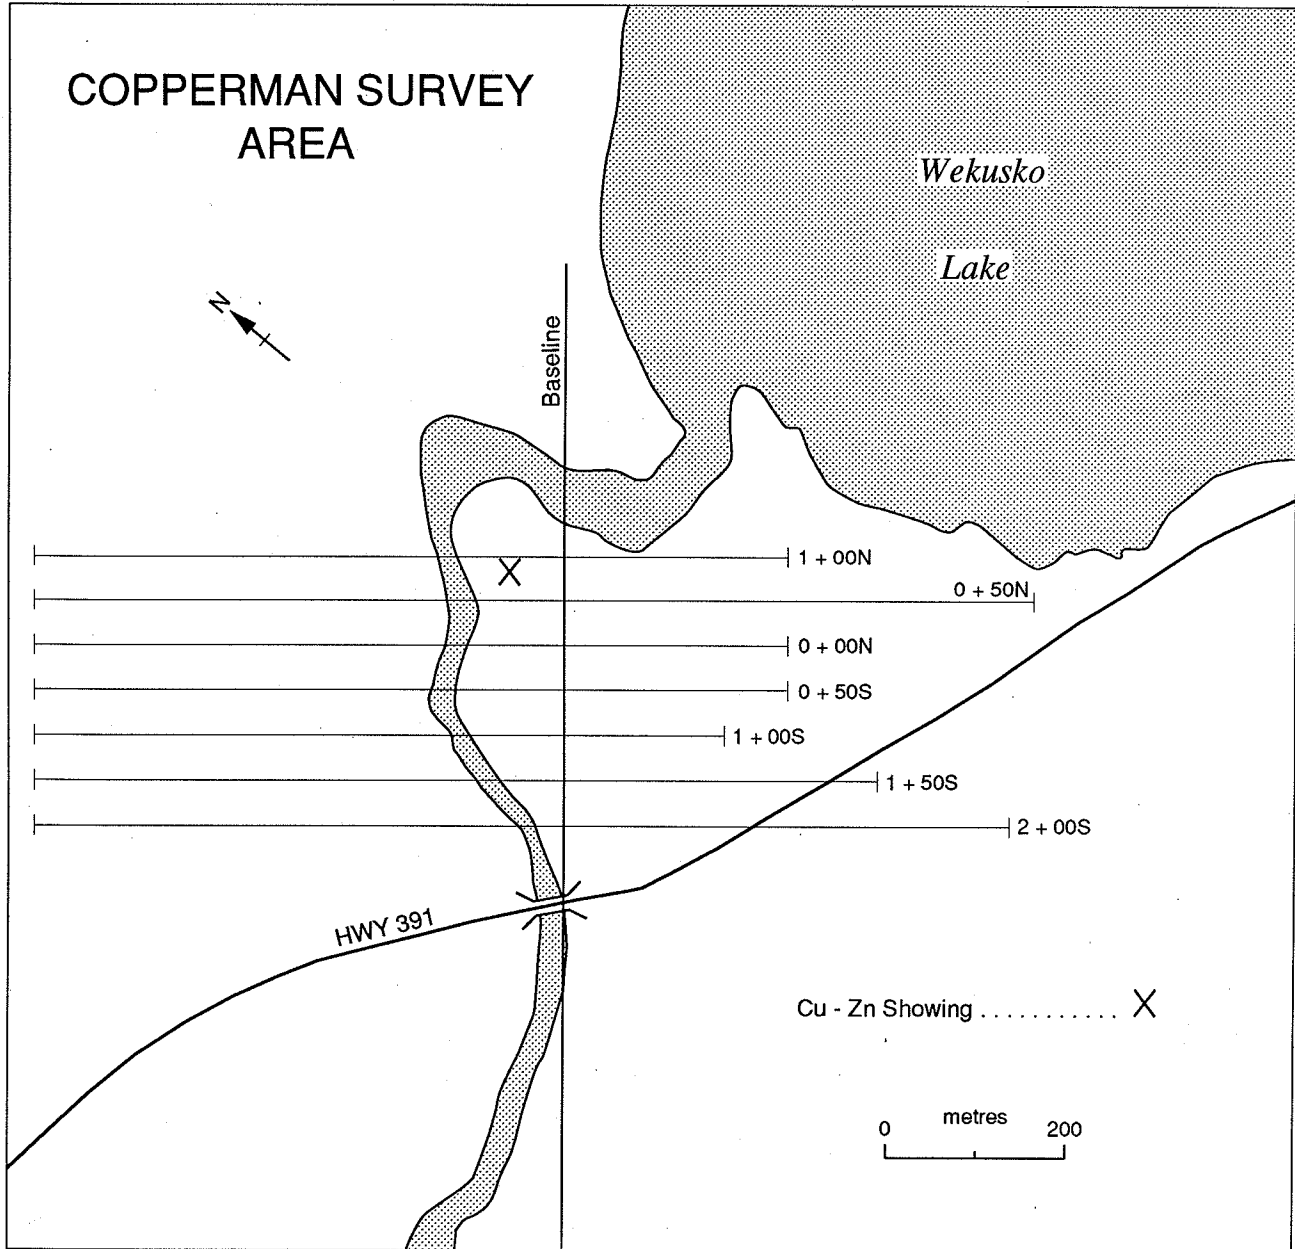 COPPERMAN SURVEY
AREA
Wekusko
Lake
N
Baseline
1 + 00N
0 + 50N
0 + 00N
0 + 50S
1 + 00S
1 + 50S
2 + 00S
HWY 391
Cu - Zn Showing ........... X
metres
0 200